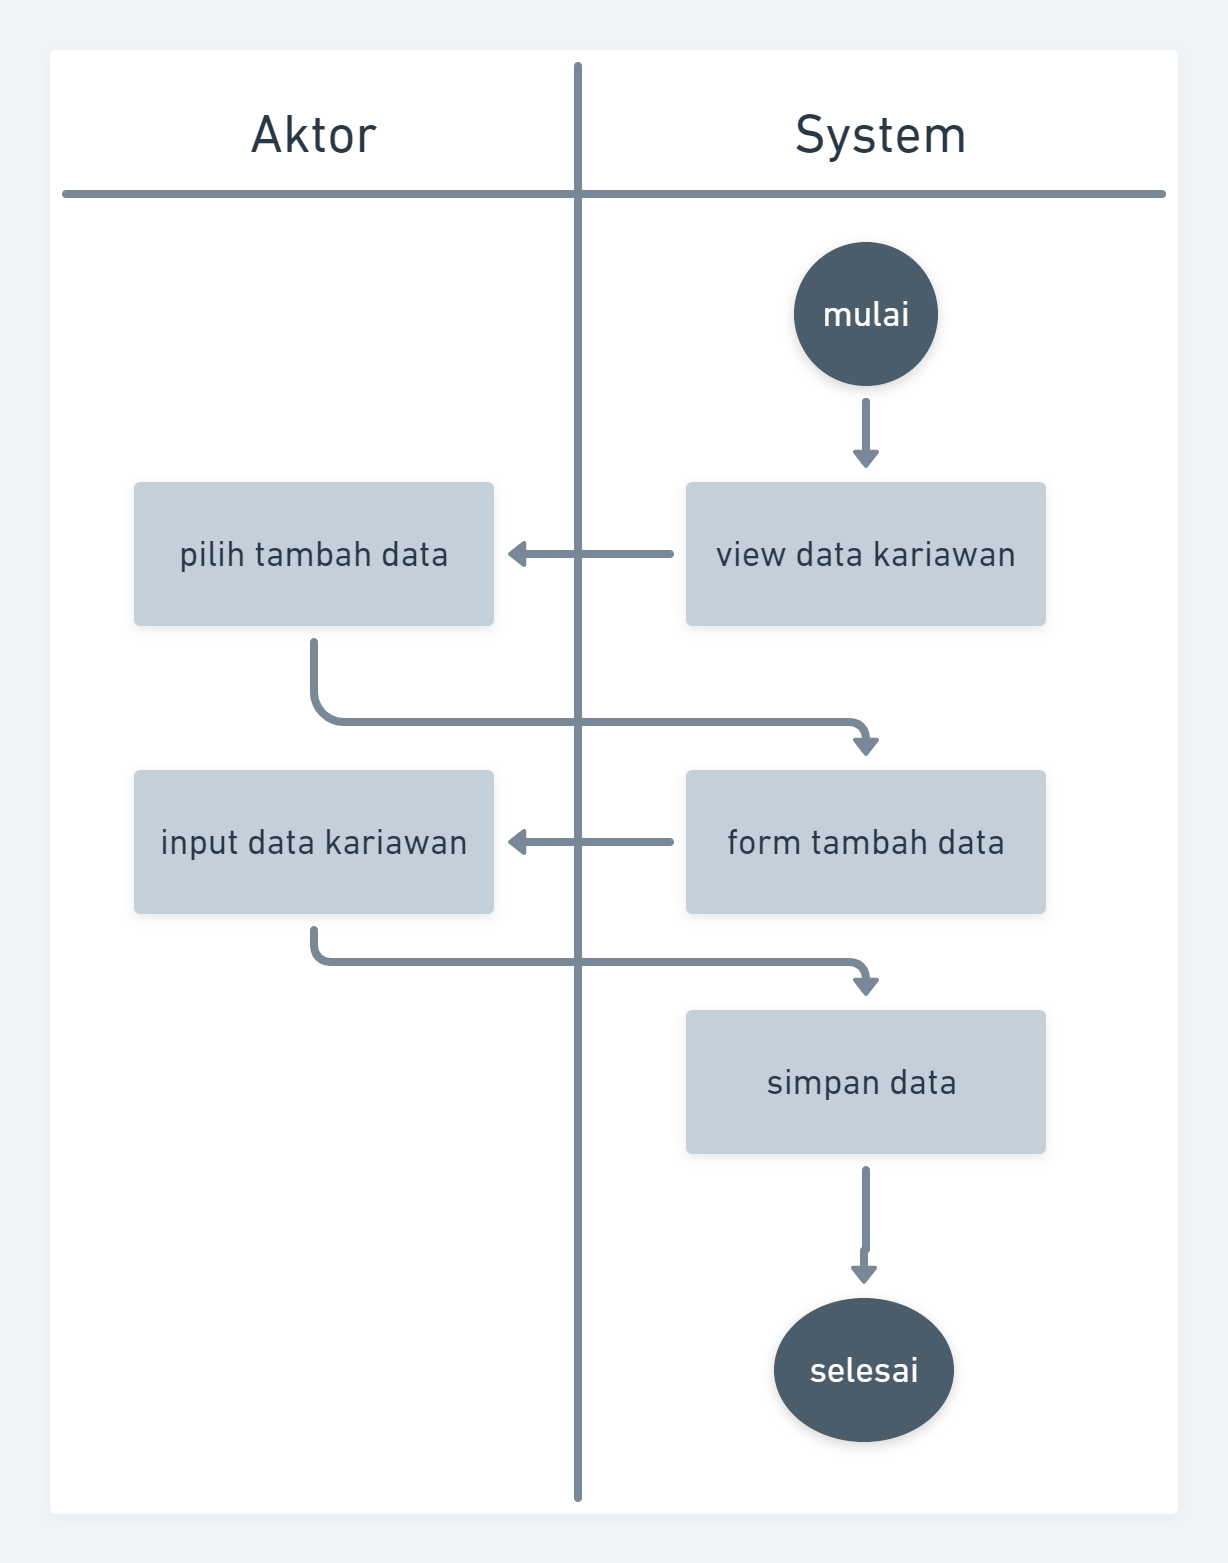 Aktor
System
mulai
pilih tambah data
view data kariawan
input data kariawan
form tambah data
simpan data
selesai